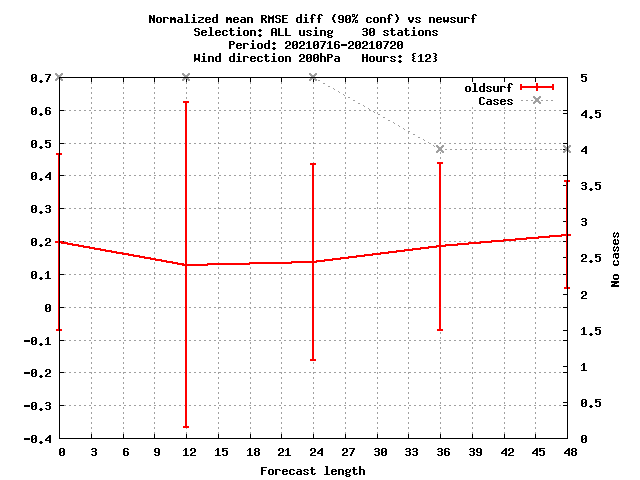 Normalized mean RMSE diff (90% conf) vs newsurf
Selection: ALL using    30 stations
Period: 20210716-20210720
Wind direction 200hPa   Hours: {12}
oldsurf
Cases
0.7
0.6
0.5
0.4
0.3
0.2
0.1
0
-0.1
-0.2
-0.3
-0.4
5
4.5
4
3.5
3
2.5
2
1.5
1
0.5
0
No cases
0 3 6 9 12 15 18 21 24 27 30 33 36 39 42 45 48
Forecast length